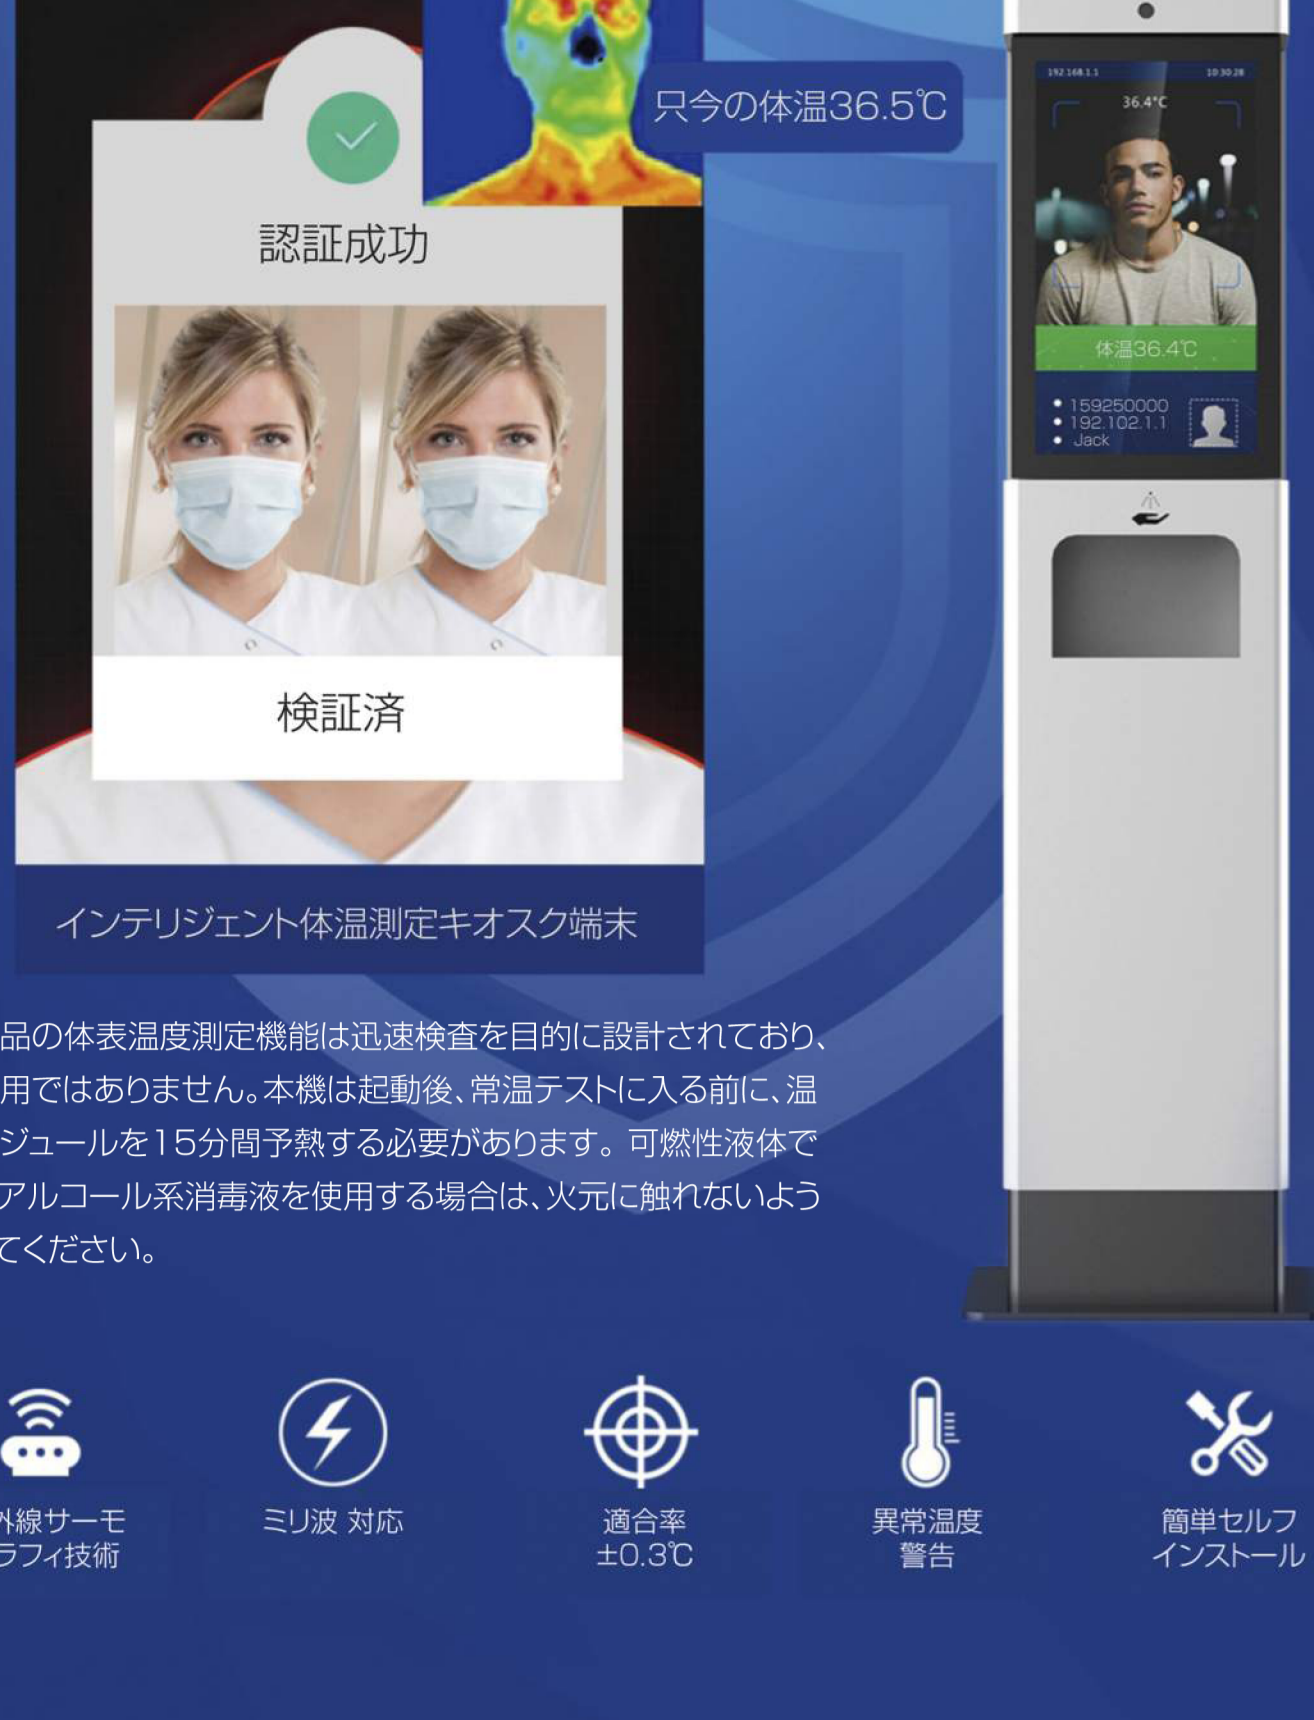 只今の体温36.5℃
192.168.1.1
10:30:28
36.4°C
体温36.4℃
159250000
192.102.1.1
Jack
認証成功
検証済
インテリジェント体温測定キオスク端末
品の体表温度測定機能は迅速検査を目的に設計されており、
用ではありません。本機は起動後、常温テストに入る前に、温
ジュールを15分間予熱する必要があります。可燃性液体で
アルコール系消毒液を使用する場合は、火元に触れないよう
てください。
外線サーモ
ラフィ技術
ミリ波 対応
適合率
±0.3℃
異常温度
警告
簡単セルフ
インストール